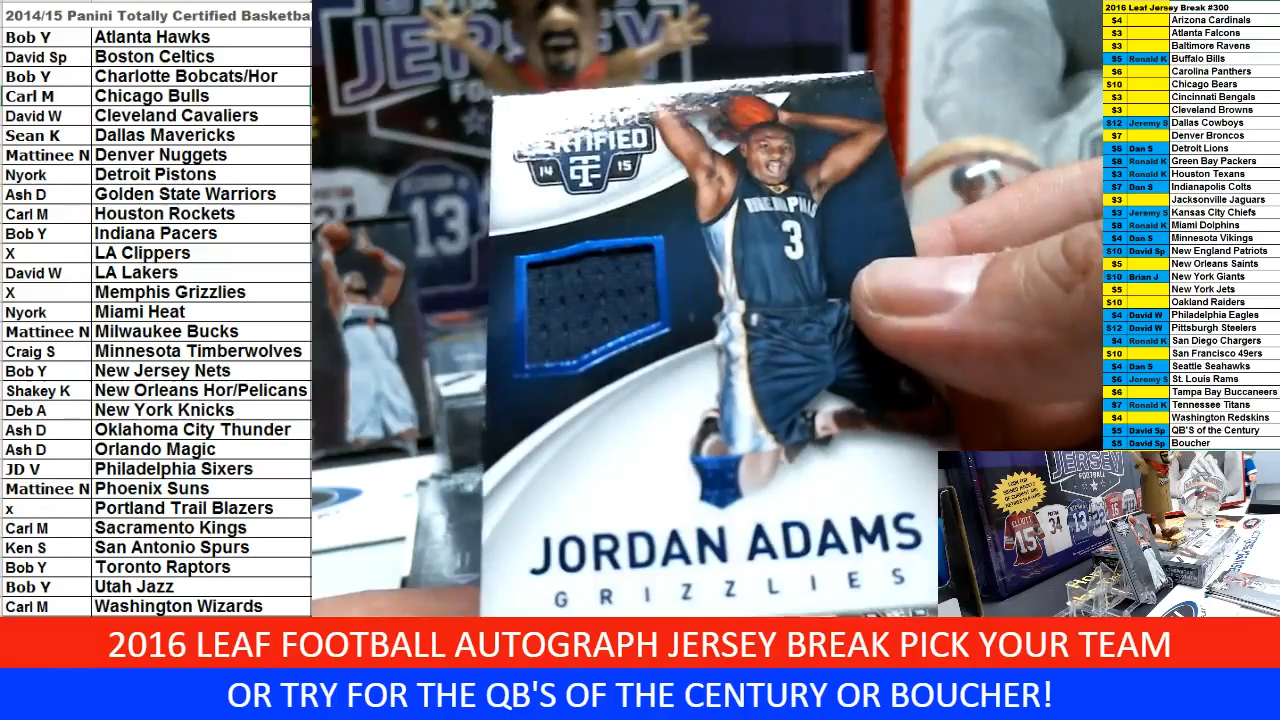 2014/15 Panini Totally Certified Basketba
Bob Y Atlanta Hawks
David Sp Boston Celtics
Bob Y Charlotte Bobcats/Hor
Carl M Chicago Bulls
David W Cleveland Cavaliers
Sean K Dallas Mavericks
Mattinee N Denver Nuggets
Nyork Detroit Pistons
Ash D Golden State Warriors
Carl M Houston Rockets
Bob Y Indiana Pacers
X LA Clippers
David W LA Lakers
X Memphis Grizzlies
Nyork Miami Heat
Mattinee N Milwaukee Bucks
Craig S Minnesota Timberwolves
Bob Y New Jersey Nets
Shakey K New Orleans Hor/Pelicans
Deb A New York Knicks
Ash D Oklahoma City Thunder
Ash D Orlando Magic
JD V Philadelphia Sixers
Mattinee N Phoenix Suns
x Portland Trail Blazers
Carl M Sacramento Kings
Ken S San Antonio Spurs
Bob Y Toronto Raptors
Bob Y Utah Jazz
Carl M Washington Wizards
JERSEY
13
CERTIFIED
14 15
MEMPHIS
3
JORDAN ADAMS
GRIZZLIES
2016 Leaf Jersey Break #300
$4 Arizona Cardinals
$3 Atlanta Falcons
$3 Baltimore Ravens
$5 Ronald K Buffalo Bills
$6 Carolina Panthers
$10 Chicago Bears
$3 Cincinnati Bengals
$3 Cleveland Browns
$12 Jeremy S Dallas Cowboys
$7 Denver Broncos
$6 Dan S Detroit Lions
$8 Ronald K Green Bay Packers
$3 Ronald K Houston Texans
$7 Dan S Indianapolis Colts
$3 Jacksonville Jaguars
$3 Jeremy S Kansas City Chiefs
$8 Ronald K Miami Dolphins
$4 Dan S Minnesota Vikings
$10 David Sp New England Patriots
$5 New Orleans Saints
$10 Brian J New York Giants
$5 New York Jets
$10 Oakland Raiders
$4 David W Philadelphia Eagles
$12 David W Pittsburgh Steelers
$4 Ronald K San Diego Chargers
$10 San Francisco 49ers
$4 Dan S Seattle Seahawks
$6 Jeremy S St. Louis Rams
$6 Tampa Bay Buccaneers
$7 Ronald K Tennessee Titans
$4 Washington Redskins
$5 David Sp QB'S of the Century
$5 David Sp Boucher
JERSEY
FOOTBALL
15
34
13
2016 LEAF FOOTBALL AUTOGRAPH JERSEY BREAK PICK YOUR TEAM
OR TRY FOR THE QB'S OF THE CENTURY OR BOUCHER!